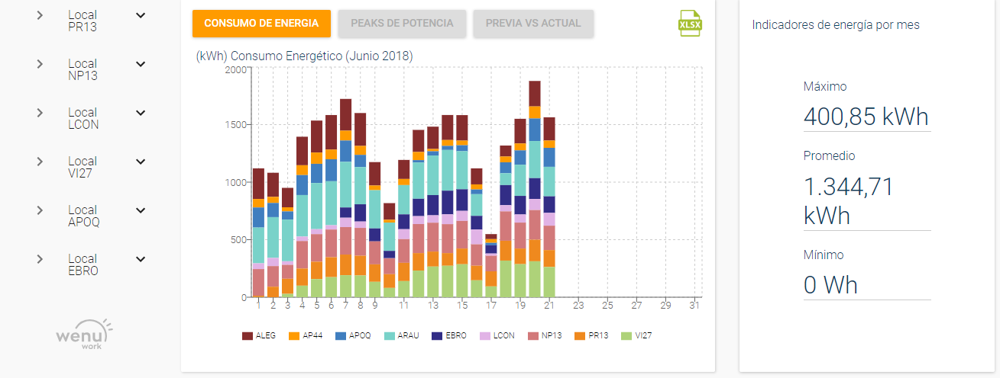 Local
PR13
Local
NP13
Local
LCON
Local
VI27
Local
APOQ
Local
EBRO
wenu
work
CONSUMO DE ENERGIA
PEAKS DE POTENCIA
PREVIA VS ACTUAL
XLSX
(kWh) Consumo Energético (Junio 2018)
2000
1500
1000
500
0
1 2 3 4 5 6 7 8 9 11 13 15 17 19 21 23 25 27 29 31
ALEG AP44 APOQ ARAU EBRO LCON NP13 PR13 VI27
Indicadores de energía por mes
Máximo
400,85 kWh
Promedio
1.344,71
kWh
Mínimo
0 Wh